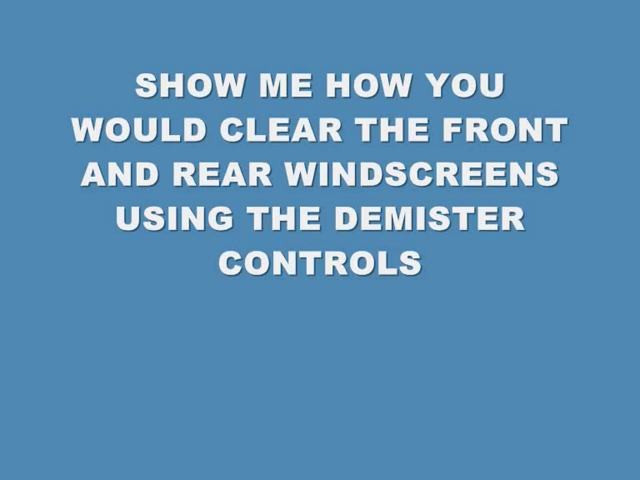 SHOW ME HOW YOU
WOULD CLEAR THE FRONT
AND REAR WINDSCREENS
USING THE DEMISTER
CONTROLS